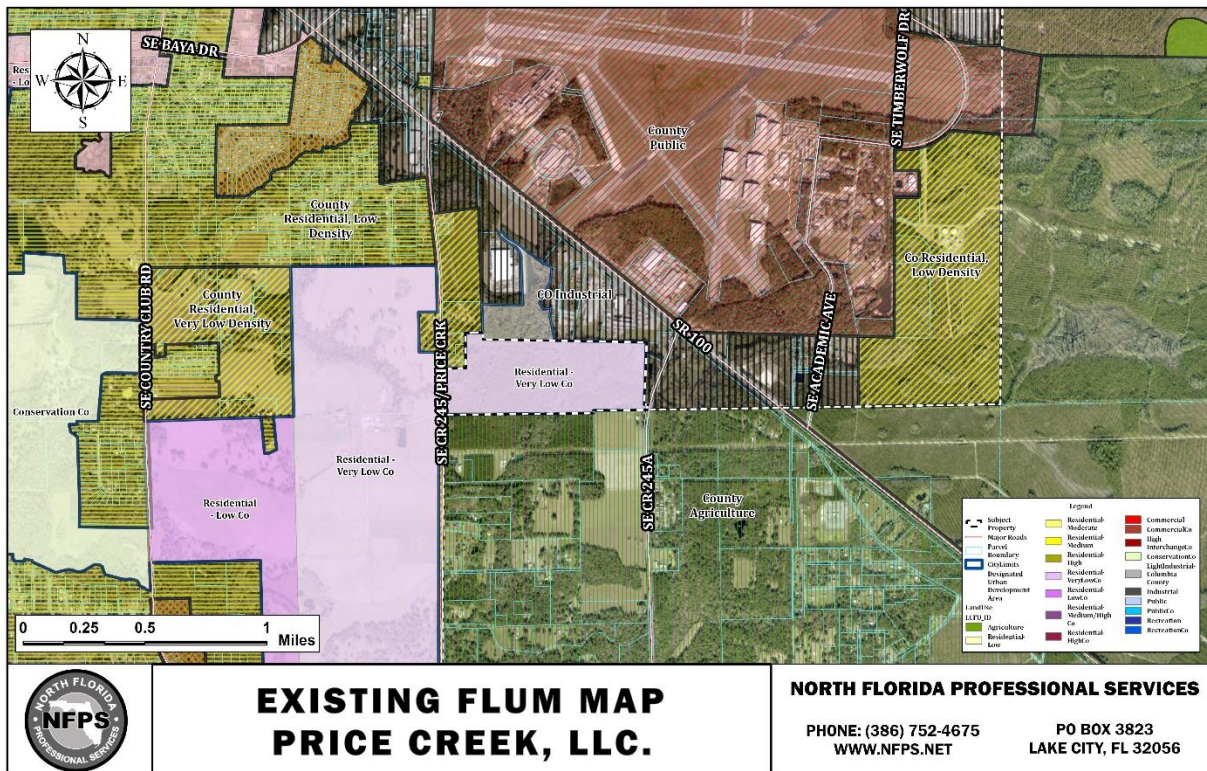 N
W E
S
SE BAYA DR
Res
- Lo
SE TIMBERWOLF DR
County
Public
County
Residential, Low
Density
Co Residential,
Low Density
SE COUNTRY CLUB RD
County
Residential,
Very Low Density
CO Industrial
SR-100
SE ACADEMIC AVE
SE CR-245/PRICE CRK
Residential -
Very Low Co
Conservation Co
Residential -
Very Low Co
Residential
- Low Co
SE CR-245A
County
Agriculture
Legend
Subject
Property
Major Roads
Parcel
Boundary
CityLimits
Designated
Urban
Development
Area
LandUse
LCFU_ID
Agriculture
Residential-
Low
Residential-
Moderate
Residential-
Medium
Residential-
High
Residential-
VeryLowCo
Residential-
LowCo
Residential-
Medium/High
Co
Residential-
HighCo
Commercial
CommercialCo
High
InterchangeCo
ConservationCo
LightIndustrial-
Columbia
County
Industrial
Public
PublicCo
Recreation
RecreationCo
0 0.25 0.5 1
Miles
NORTH FLORIDA
NFPS
PROFESSIONAL SERVICES
EXISTING FLUM MAP
PRICE CREEK, LLC.
NORTH FLORIDA PROFESSIONAL SERVICES
PHONE: (386) 752-4675
WWW.NFPS.NET
PO BOX 3823
LAKE CITY, FL 32056